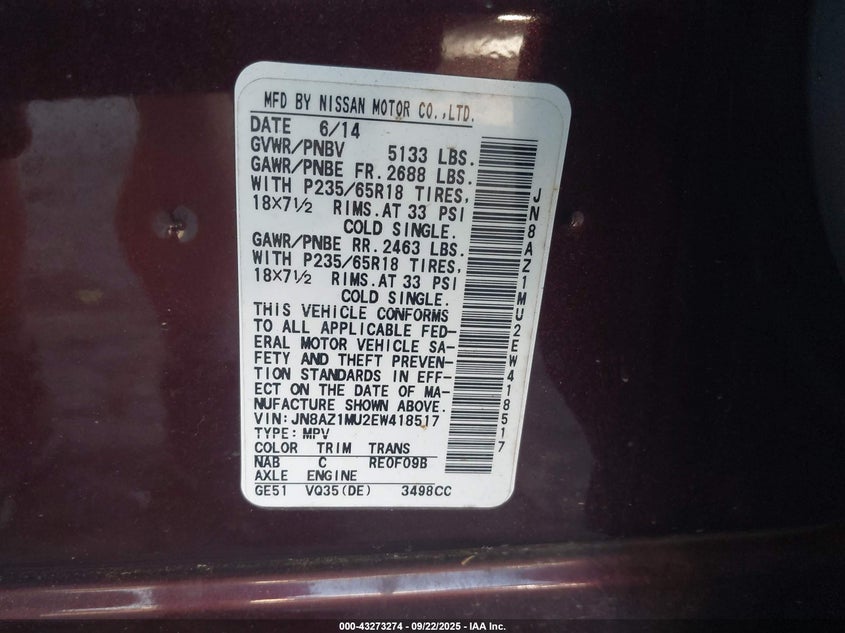 MFD BY NISSAN MOTOR CO.,LTD.
DATE 6/14
GVWR/PNBV 5133 LBS.
GAWR/PNBE FR. 2688 LBS.
WITH P235/65R18 TIRES,
18×7½ RIMS.AT 33 PSI
COLD SINGLE.
GAWR/PNBE RR. 2463 LBS.
WITH P235/65R18 TIRES,
18×7½ RIMS.AT 33 PSI
COLD SINGLE.
THIS VEHICLE CONFORMS
TO ALL APPLICABLE FED-
ERAL MOTOR VEHICLE SA-
FETY AND THEFT PREVEN-
TION STANDARDS IN EFF-
ECT ON THE DATE OF MA-
NUFACTURE SHOWN ABOVE.
VIN:JN8AZ1MU2EW418517
TYPE:MPV
COLOR TRIM TRANS
NAB C RE0F09B
AXLE ENGINE
GE51 VQ35(DE) 3498CC
JN8AZ1MU2EW418517
000-43273274 - 09/22/2025 - IAA Inc.